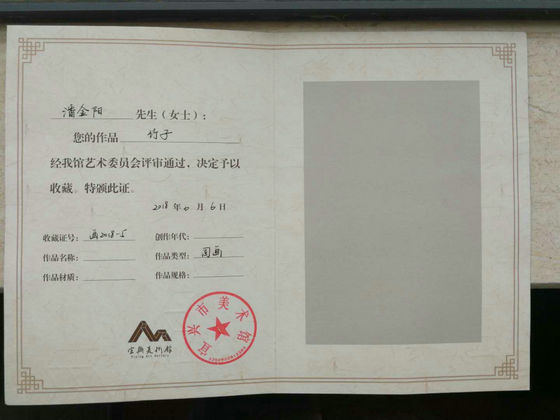 潘金阳 先生（女士）：
您的作品 竹子
经我馆艺术委员会评审通过，决定予以
收藏。特颁此证。
2018 年 10 月 6 日
收藏证号： 画2018-5 创作年代：
作品名称： 作品类型： 国画
作品材质： 作品规格：
宜兴美术馆
Yixing Art Gallery
宜兴市美术馆